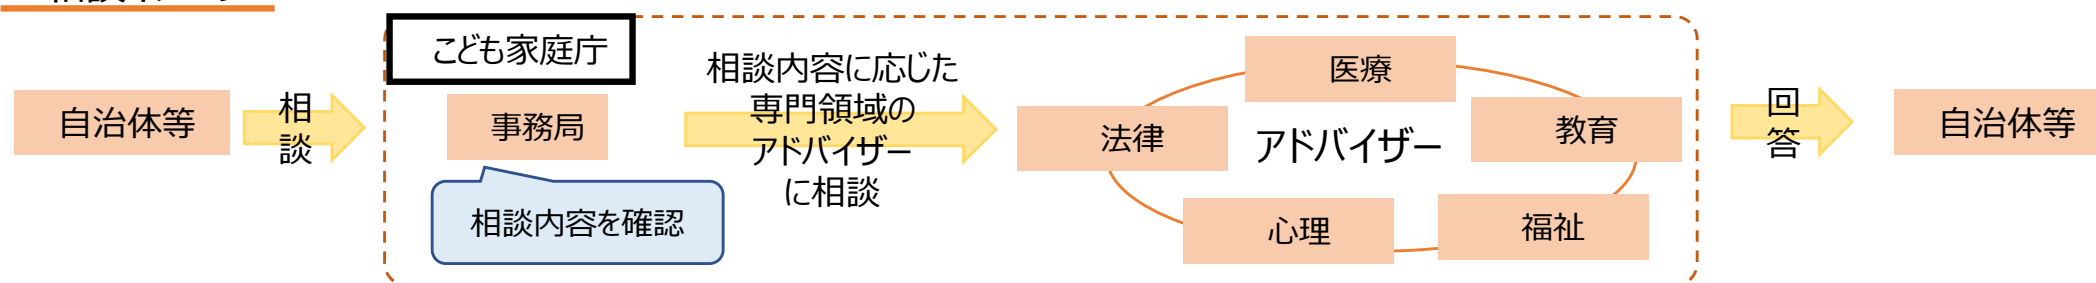 こども家庭庁
自治体等
相
談
事務局
相談内容を確認
相談内容に応じた
専門領域の
アドバイザー
に相談
医療
法律
アドバイザー
教育
心理
福祉
回
答
自治体等